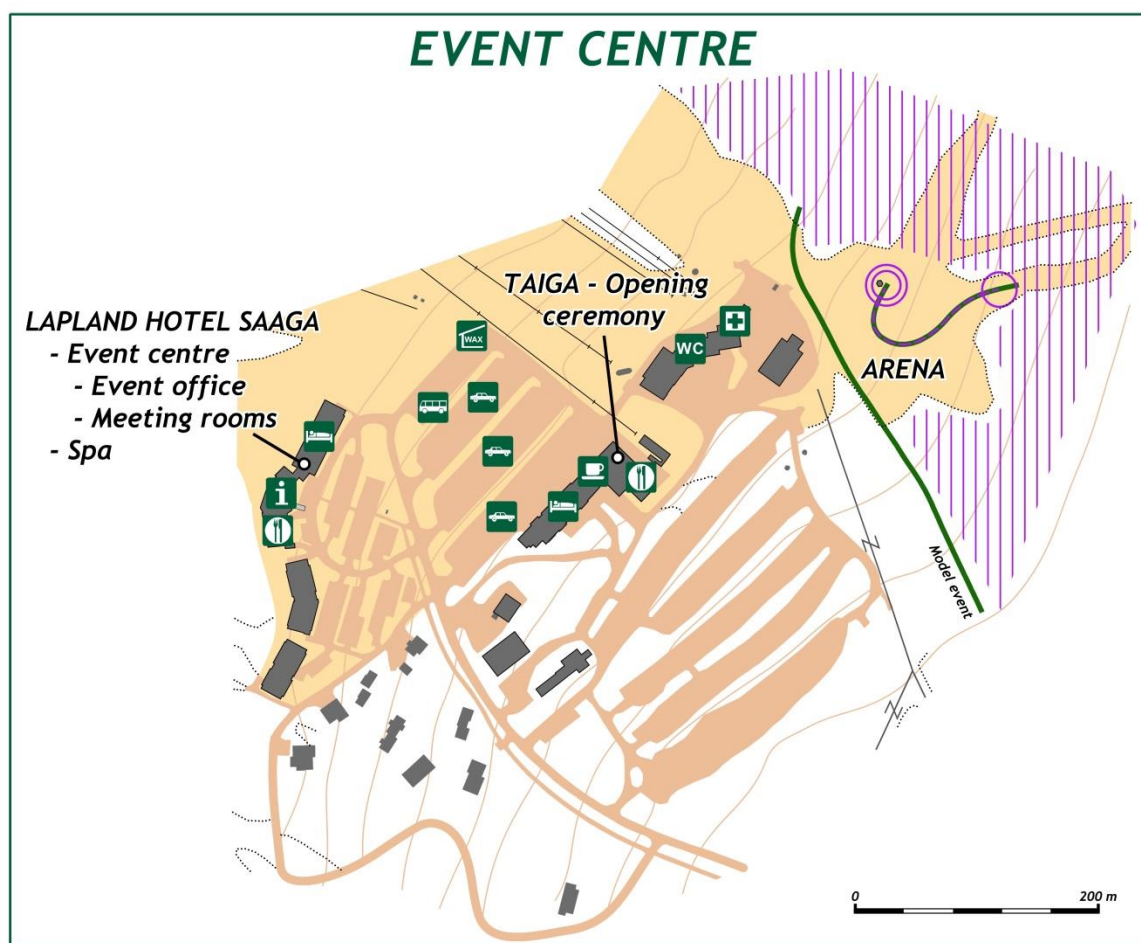 EVENT CENTRE
TAIGA - Opening
ceremony
LAPLAND HOTEL SAAGA
- Event centre
- Event office
- Meeting rooms
- Spa
WAX
WC
i
ARENA
Model event
0 200 m